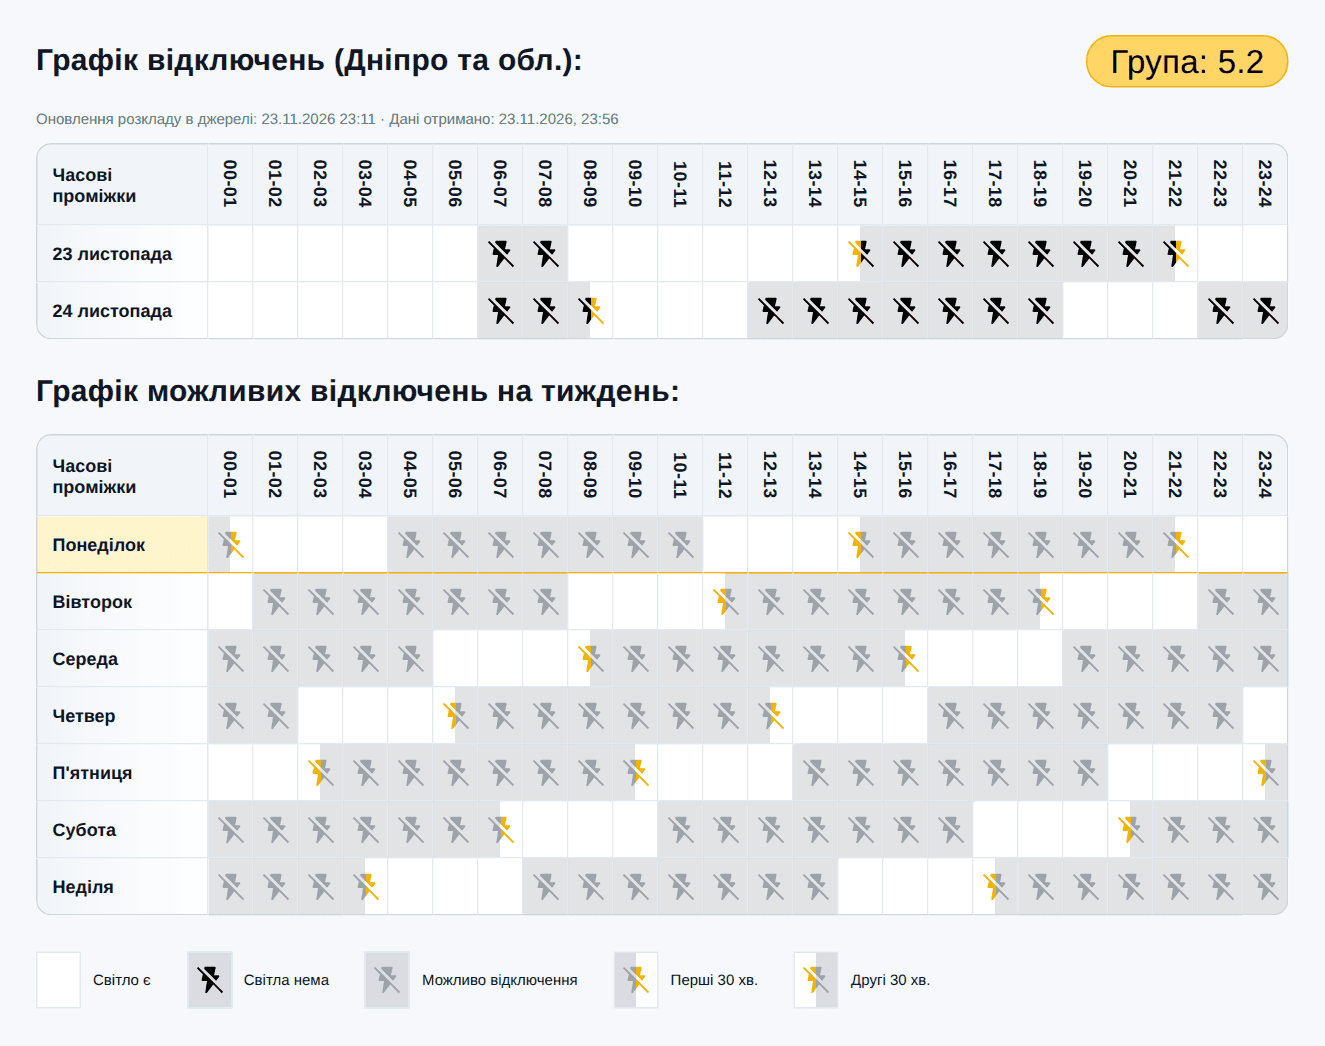 Графік відключень (Дніпро та обл.):
Група: 5.2
Оновлення розкладу в джерелі: 23.11.2026 23:11 · Дані отримано: 23.11.2026, 23:56
Часові проміжки
00-01 01-02 02-03 03-04 04-05 05-06 06-07 07-08 08-09 09-10 10-11 11-12 12-13 13-14 14-15 15-16 16-17 17-18 18-19 19-20 20-21 21-22 22-23 23-24
23 листопада
24 листопада
Графік можливих відключень на тиждень:
Часові проміжки
00-01 01-02 02-03 03-04 04-05 05-06 06-07 07-08 08-09 09-10 10-11 11-12 12-13 13-14 14-15 15-16 16-17 17-18 18-19 19-20 20-21 21-22 22-23 23-24
Понеділок
Вівторок
Середа
Четвер
П'ятниця
Субота
Неділя
Світло є
Світла нема
Можливо відключення
Перші 30 хв.
Другі 30 хв.